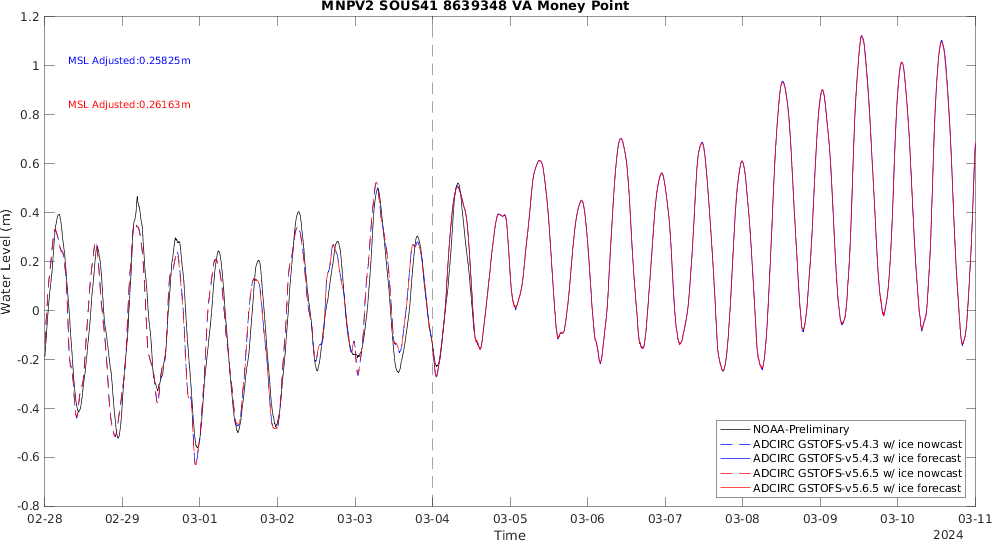 MNPV2 SOUS41 8639348 VA Money Point
1.2
1
0.8
0.6
0.4
0.2
0
-0.2
-0.4
-0.6
-0.8
Water Level (m)
MSL Adjusted:0.25825m
MSL Adjusted:0.26163m
NOAA-Preliminary
ADCIRC GSTOFS-v5.4.3 w/ ice nowcast
ADCIRC GSTOFS-v5.4.3 w/ ice forecast
ADCIRC GSTOFS-v5.6.5 w/ ice nowcast
ADCIRC GSTOFS-v5.6.5 w/ ice forecast
02-28 02-29 03-01 03-02 03-03 03-04 03-05 03-06 03-07 03-08 03-09 03-10 03-11
Time
2024